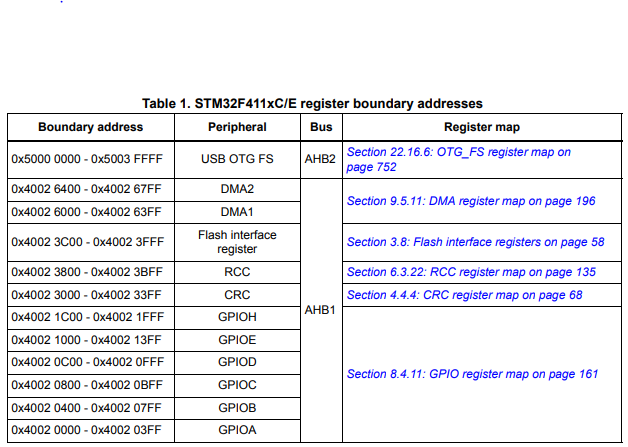 Table 1. STM32F411xC/E register boundary addresses
Boundary address Peripheral Bus Register map
0x5000 0000 - 0x5003 FFFF USB OTG FS AHB2 Section 22.16.6: OTG_FS register map on
page 752
0x4002 6400 - 0x4002 67FF DMA2
Section 9.5.11: DMA register map on page 196
0x4002 6000 - 0x4002 63FF DMA1
0x4002 3C00 - 0x4002 3FFF Flash interface
register
Section 3.8: Flash interface registers on page 58
0x4002 3800 - 0x4002 3BFF RCC Section 6.3.22: RCC register map on page 135
0x4002 3000 - 0x4002 33FF CRC Section 4.4.4: CRC register map on page 68
AHB1
0x4002 1C00 - 0x4002 1FFF GPIOH
0x4002 1000 - 0x4002 13FF GPIOE
0x4002 0C00 - 0x4002 0FFF GPIOD
Section 8.4.11: GPIO register map on page 161
0x4002 0800 - 0x4002 0BFF GPIOC
0x4002 0400 - 0x4002 07FF GPIOB
0x4002 0000 - 0x4002 03FF GPIOA